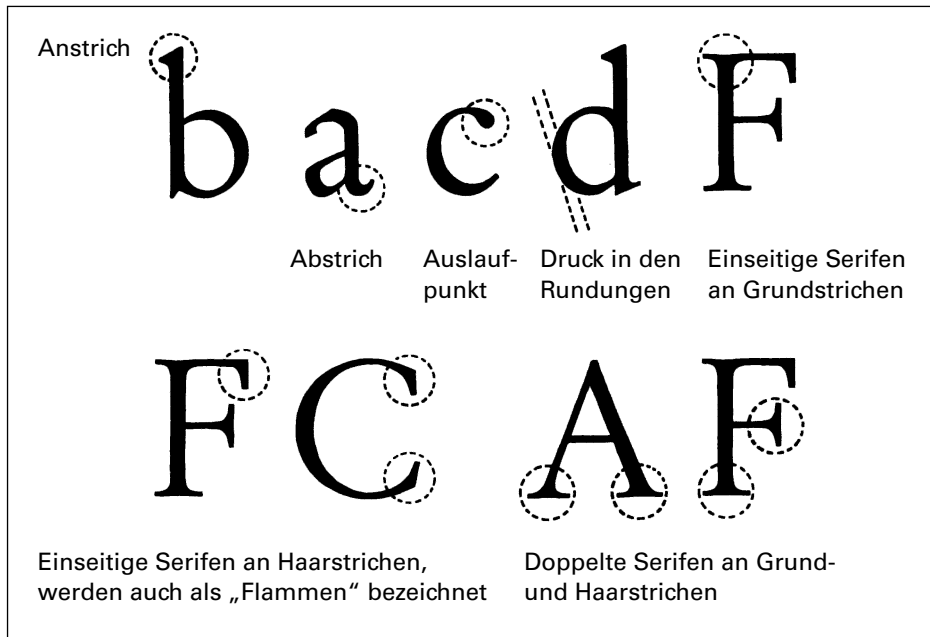 Anstrich
b a c d F
Abstrich
Auslauf-
punkt
Druck in den
Rundungen
Einseitige Serifen
an Grundstrichen
F C A F
Einseitige Serifen an Haarstrichen,
werden auch als „Flammen“ bezeichnet
Doppelte Serifen an Grund-
und Haarstrichen